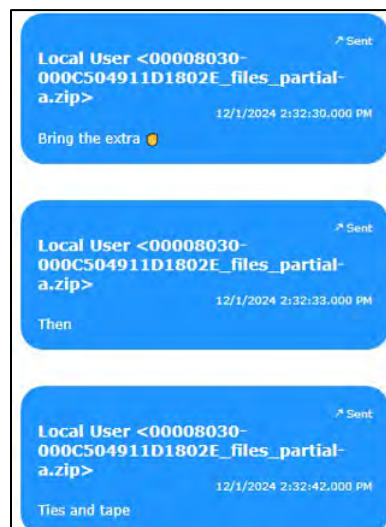 ↗ Sent
Local User <00008030-
000C504911D1802E_files_partial-
a.zip>
12/1/2024 2:32:30.000 PM
Bring the extra ✊
↗ Sent
Local User <00008030-
000C504911D1802E_files_partial-
a.zip>
12/1/2024 2:32:33.000 PM
Then
↗ Sent
Local User <00008030-
000C504911D1802E_files_partial-
a.zip>
12/1/2024 2:32:42.000 PM
Ties and tape